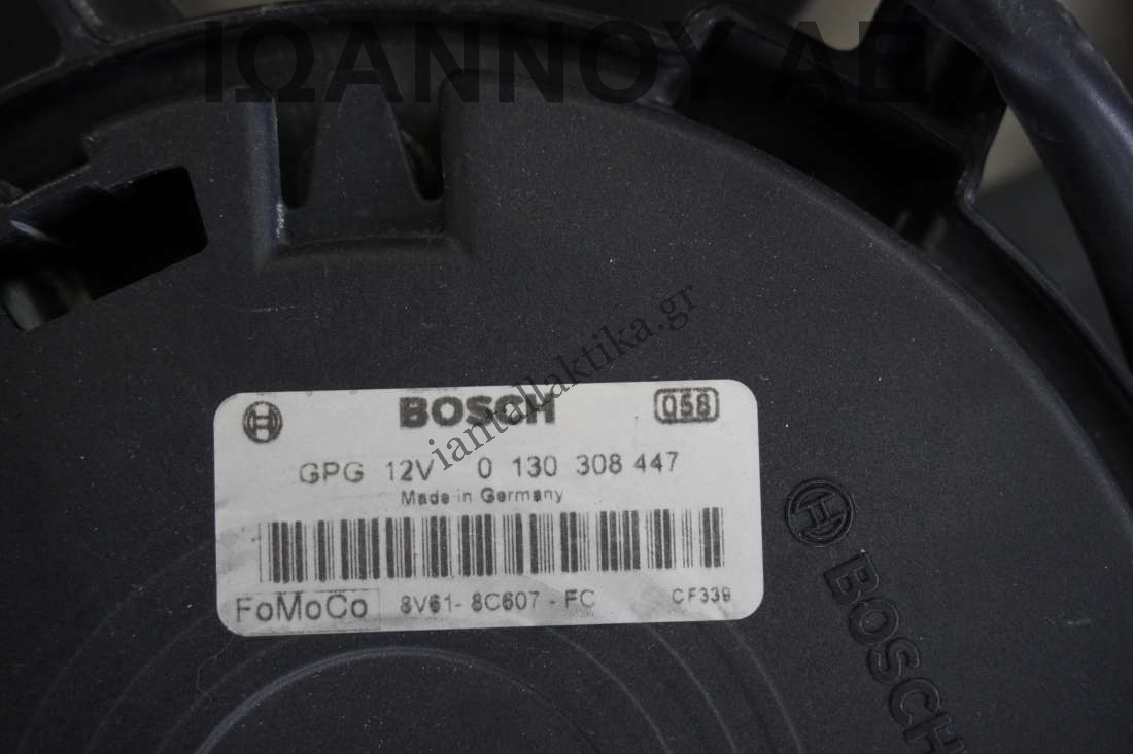 ΙΩΑΝΝΟΥ ΑΕ
iantallaktika.gr
BOSCH
Q58
GPG 12V 0 130 308 447
Made in Germany
FoMoCo 8V61- 8C607 - FC CF339
BOSCH